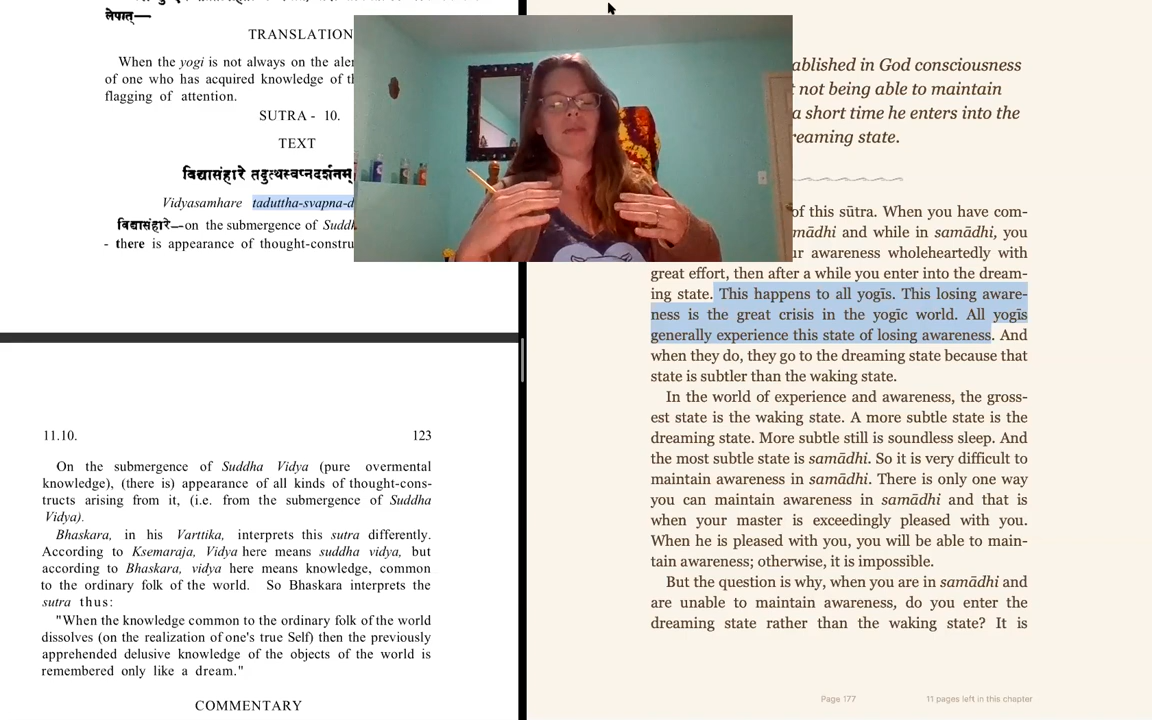 लेपात्—
TRANSLATION
When the yogi is not always on the aler
of one who has acquired knowledge of th
flagging of attention.
SUTRA - 10.
TEXT
विद्यासंहारे तदुत्थस्वप्नदर्शनम्
Vidyasamhare taduttha-svapna-d
विद्यासंहारे—on the submergence of Suddh
- there is appearance of thought-constru
11.10. 123
On the submergence of Suddha Vidya (pure overmental
knowledge), (there is) appearance of all kinds of thought-cons-
tructs arising from it, (i.e. from the submergence of Suddha
Vidya).
Bhaskara, in his Varttika, interprets this sutra differently.
According to Ksemaraja, Vidya here means suddha vidya, but
according to Bhaskara, vidya here means knowledge, common
to the ordinary folk of the world. So Bhaskara interprets the
sutra thus:
"When the knowledge common to the ordinary folk of the world
dissolves (on the realization of one's true Self) then the previously
apprehended delusive knowledge of the objects of the world is
remembered only like a dream."
COMMENTARY
ablished in God consciousness
not being able to maintain
a short time he enters into the
reaming state.
of this sūtra. When you have com-
mādhi and while in samādhi, you
ur awareness wholeheartedly with
great effort, then after a while you enter into the dream-
ing state. This happens to all yogīs. This losing aware-
ness is the great crisis in the yogīc world. All yogīs
generally experience this state of losing awareness. And
when they do, they go to the dreaming state because that
state is subtler than the waking state.
In the world of experience and awareness, the gross-
est state is the waking state. A more subtle state is the
dreaming state. More subtle still is soundless sleep. And
the most subtle state is samādhi. So it is very difficult to
maintain awareness in samādhi. There is only one way
you can maintain awareness in samādhi and that is
when your master is exceedingly pleased with you.
When he is pleased with you, you will be able to main-
tain awareness; otherwise, it is impossible.
But the question is why, when you are in samādhi and
are unable to maintain awareness, do you enter the
dreaming state rather than the waking state? It is
Page 177 11 pages left in this chapter